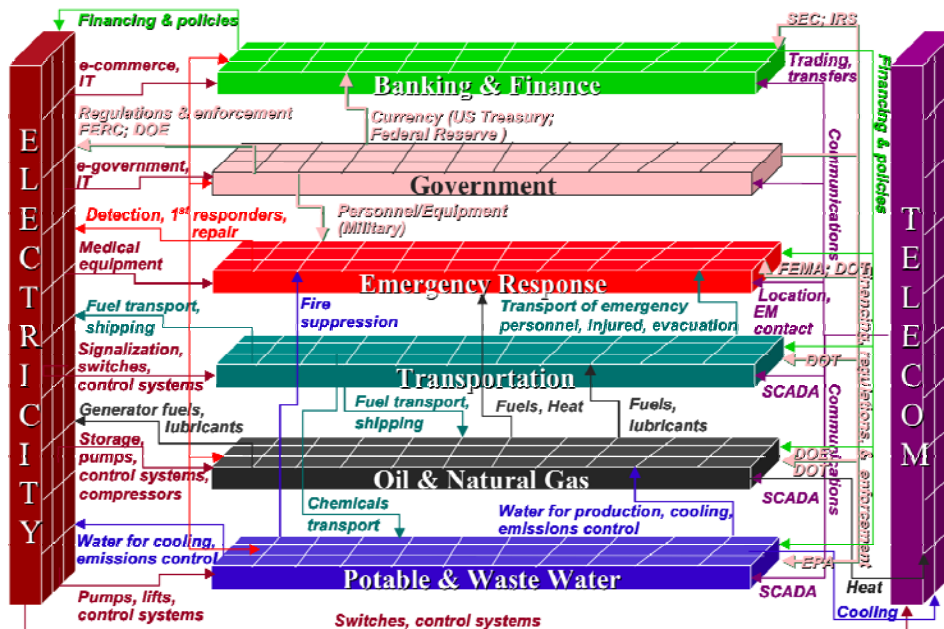 Financing & policies
SEC; IRS
e-commerce,
IT
Trading,
transfers
Banking & Finance
Regulations & enforcement
FERC; DOE
Currency (US Treasury;
Federal Reserve )
Financing & policies
e-government,
IT
Government
Communications
Detection, 1st responders,
repair
Personnel/Equipment
(Military)
Medical
equipment
Emergency Response
FEMA; DOT
Fuel transport,
shipping
Fire
suppression
Transport of emergency
personnel, Injured, evacuation
Location,
EM
contact
Signalization,
switches,
control systems
Transportation
DOT
SCADA
Financing, regulations, & enforcement
Generator fuels,
lubricants
Fuel transport,
shipping
Fuels, Heat
Fuels,
lubricants
Communications
Storage,
pumps,
control systems,
compressors
Oil & Natural Gas
DOE
DOT
SCADA
Chemicals
transport
Water for production, cooling,
emissions control
Water for cooling,
emissions control
Potable & Waste Water
EPA
SCADA
Heat
Cooling
Pumps, lifts,
control systems
Switches, control systems
ELECTRICITY
TELECOM